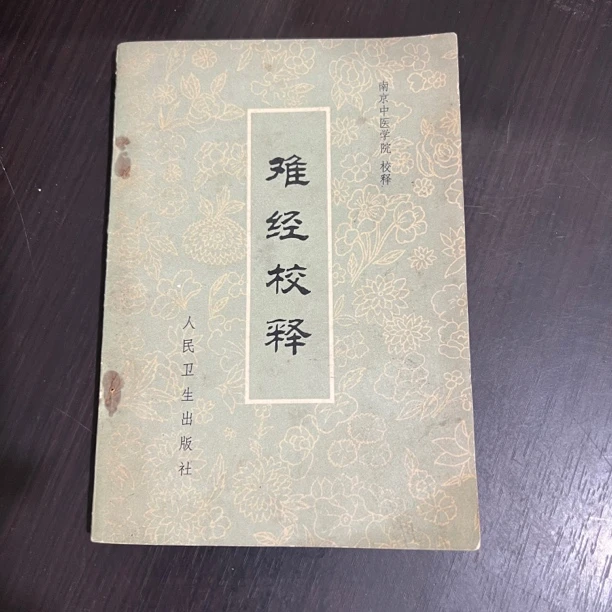 南京中医学院 校释
难经校释
人民卫生出版社